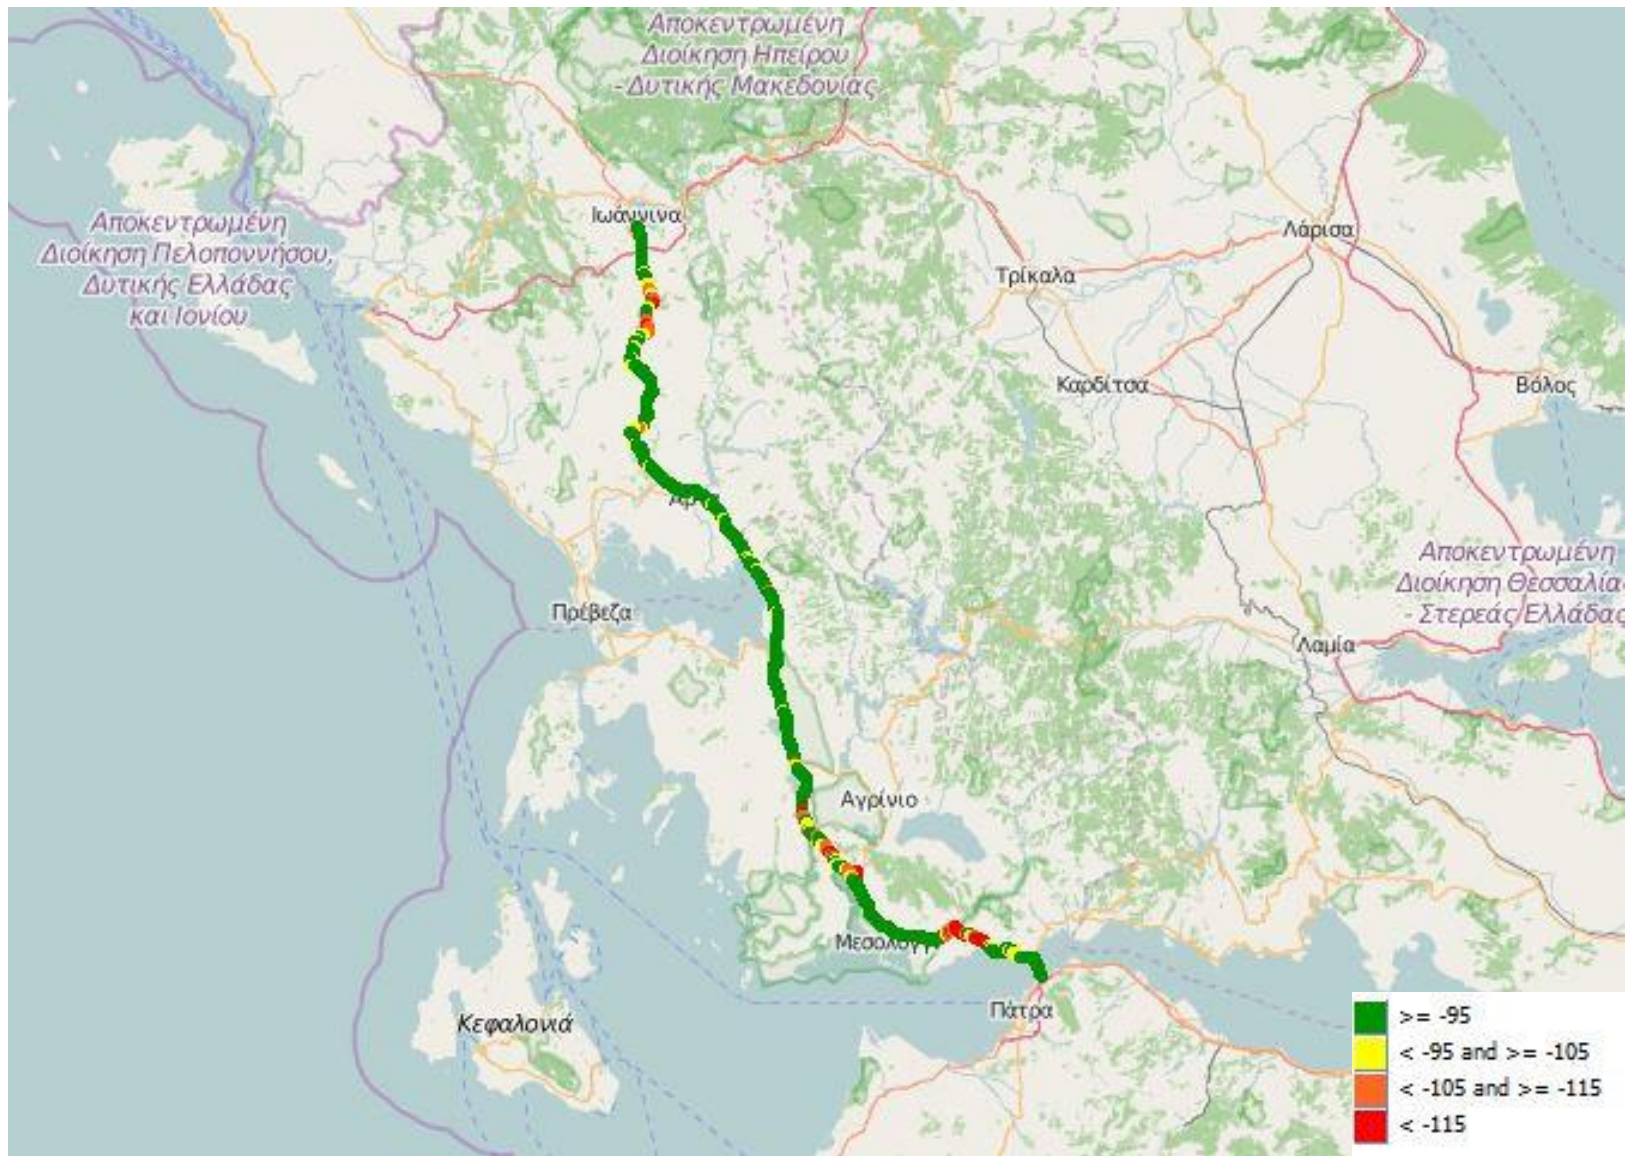 Αποκεντρωμένη
Διοίκηση Ηπείρου
- Δυτικής Μακεδονίας
Ιωάννινα
Αποκεντρωμένη
Διοίκηση Πελοποννήσου,
Δυτικής Ελλάδας
και Ιονίου
Λάρισα
Τρίκαλα
Καρδίτσα
Βόλος
Αποκεντρωμένη
Διοίκηση Θεσσαλία
- Στερεάς Ελλάδας
Πρέβεζα
Λαμία
Αγρίνιο
Κεφαλονιά
Πάτρα
>= -95
< -95 and >= -105
< -105 and >= -115
< -115